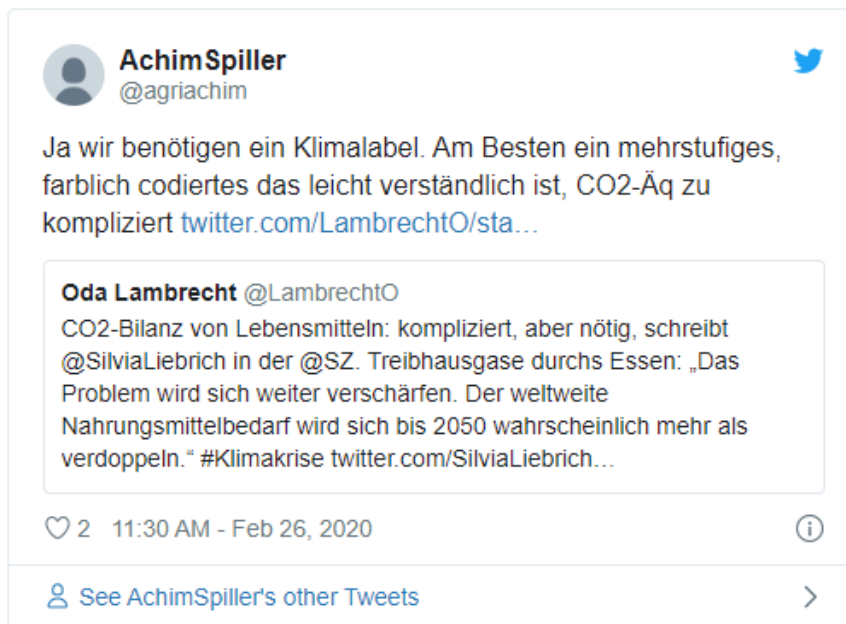 AchimSpiller
@agriachim
Ja wir benötigen ein Klimalabel. Am Besten ein mehrstufiges,
farblich codiertes das leicht verständlich ist, CO2-Äq zu
kompliziert twitter.com/LambrechtO/sta…
Oda Lambrecht @LambrechtO
CO2-Bilanz von Lebensmitteln: kompliziert, aber nötig, schreibt
@SilviaLiebrich in der @SZ. Treibhausgase durchs Essen: „Das
Problem wird sich weiter verschärfen. Der weltweite
Nahrungsmittelbedarf wird sich bis 2050 wahrscheinlich mehr als
verdoppeln.“ #Klimakrise twitter.com/SilviaLiebrich…
2 11:30 AM - Feb 26, 2020
See AchimSpiller's other Tweets